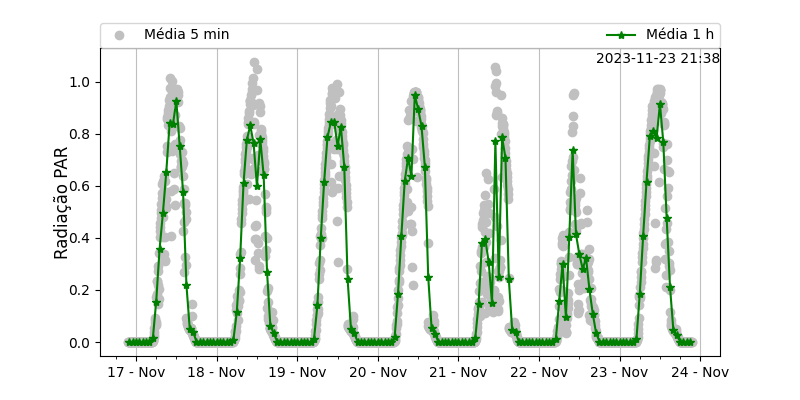 Média 5 min
Média 1 h
2023-11-23 21:38
Radiação PAR
1.0
0.8
0.6
0.4
0.2
0.0
17 - Nov
18 - Nov
19 - Nov
20 - Nov
21 - Nov
22 - Nov
23 - Nov
24 - Nov